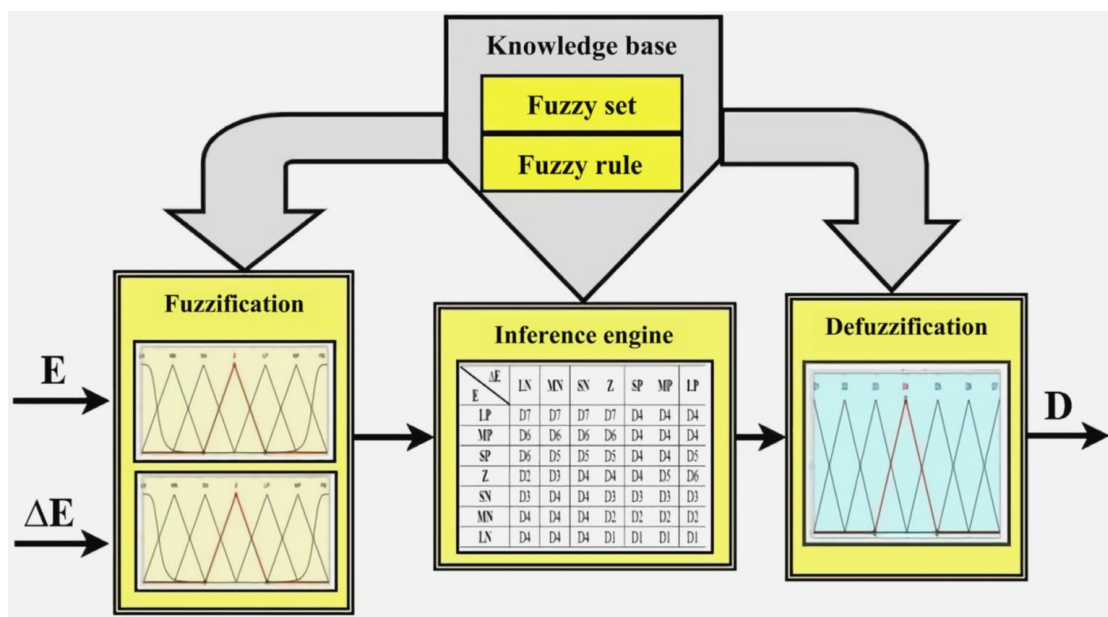 Knowledge base
Fuzzy set
Fuzzy rule
Fuzzification
E
ΔE
Inference engine
ΔE
E
LN MN SN Z SP MP LP
LP D7 D7 D7 D7 D4 D4 D4
MP D6 D6 D6 D6 D4 D4 D4
SP D6 D5 D5 D5 D4 D4 D5
Z D2 D3 D4 D4 D4 D5 D6
SN D3 D4 D4 D3 D3 D3 D3
MN D4 D4 D4 D2 D2 D2 D2
LN D4 D4 D4 D1 D1 D1 D1
Defuzzification
D